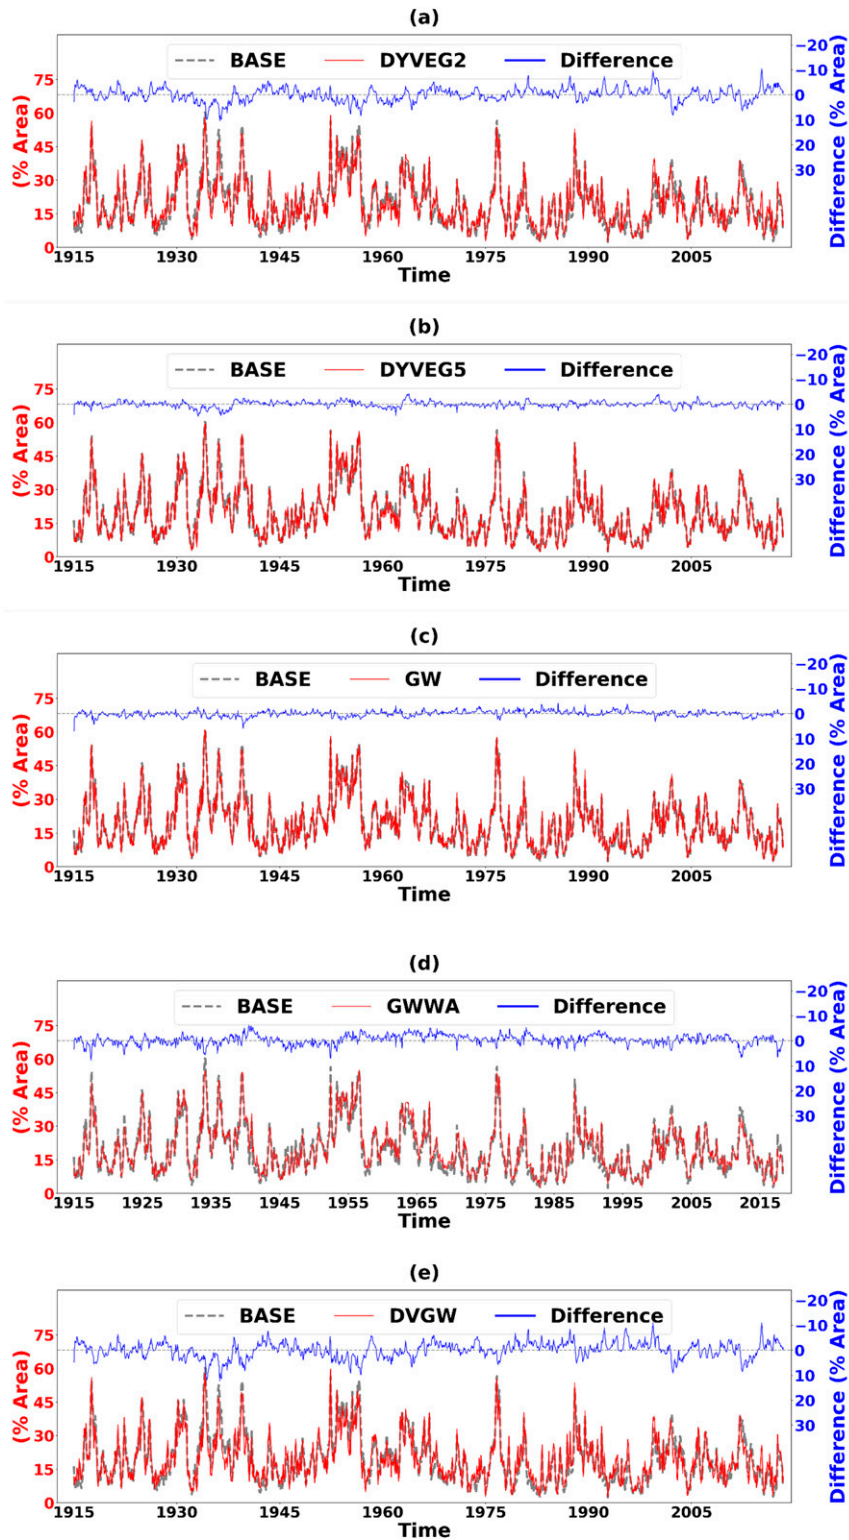 (a)
BASE DYVEG2 Difference
(% Area)
75
60
45
30
15
0
−20
−10
0
10
20
30
Difference (% Area)
1915 1930 1945 1960 1975 1990 2005
Time
(b)
BASE DYVEG5 Difference
(% Area)
75
60
45
30
15
0
−20
−10
0
10
20
30
Difference (% Area)
1915 1930 1945 1960 1975 1990 2005
Time
(c)
BASE GW Difference
(% Area)
75
60
45
30
15
0
−20
−10
0
10
20
30
Difference (% Area)
1915 1930 1945 1960 1975 1990 2005
Time
(d)
BASE GWWA Difference
(% Area)
75
60
45
30
15
0
−20
−10
0
10
20
30
Difference (% Area)
1915 1925 1935 1945 1955 1965 1975 1985 1995 2005 2015
Time
(e)
BASE DVGW Difference
(% Area)
75
60
45
30
15
0
−20
−10
0
10
20
30
Difference (% Area)
1915 1930 1945 1960 1975 1990 2005
Time